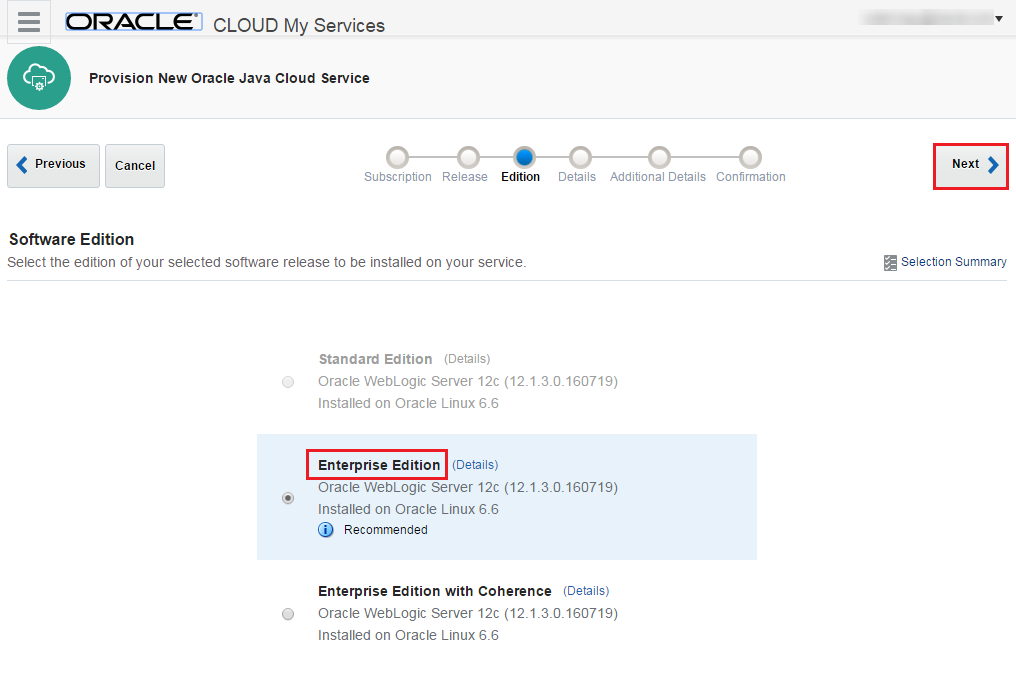 ORACLE® CLOUD My Services
Provision New Oracle Java Cloud Service
Previous
Cancel
Subscription
Release
Edition
Details
Additional Details
Confirmation
Next
Software Edition
Select the edition of your selected software release to be installed on your service.
Selection Summary
Standard Edition (Details)
Oracle WebLogic Server 12c (12.1.3.0.160719)
Installed on Oracle Linux 6.6
Enterprise Edition (Details)
Oracle WebLogic Server 12c (12.1.3.0.160719)
Installed on Oracle Linux 6.6
Recommended
Enterprise Edition with Coherence (Details)
Oracle WebLogic Server 12c (12.1.3.0.160719)
Installed on Oracle Linux 6.6